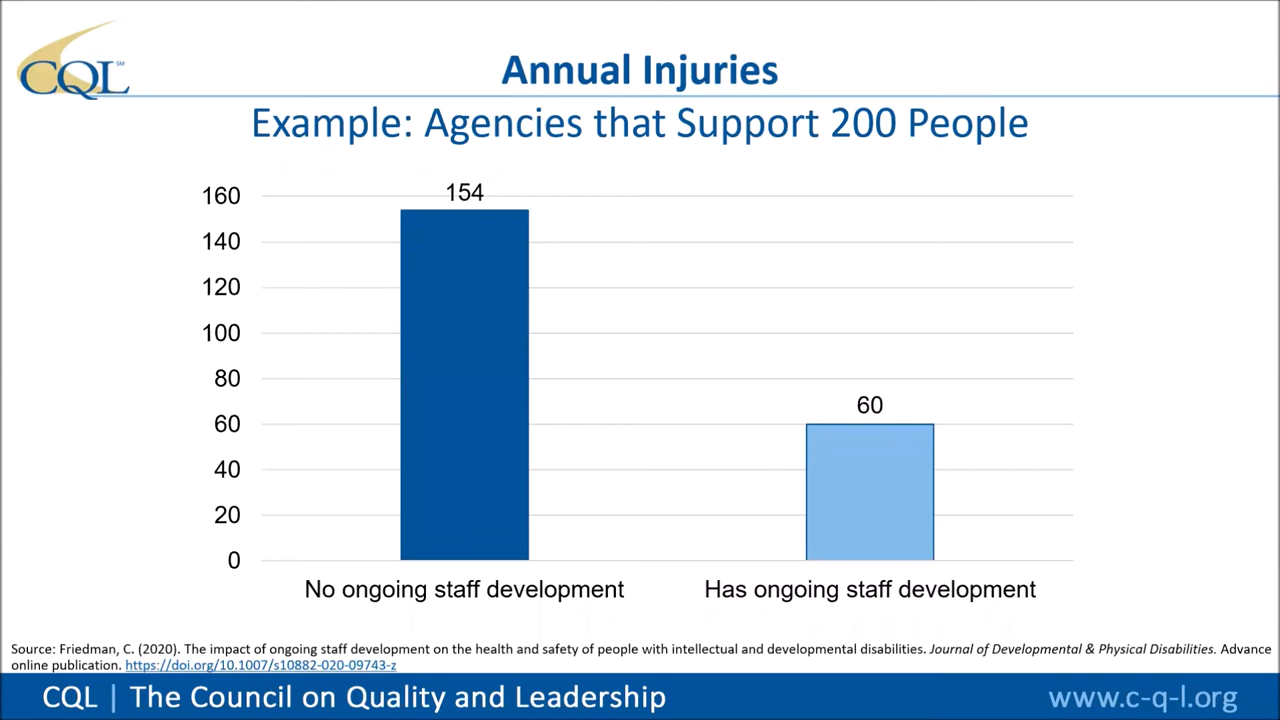 CQL SM
Annual Injuries
Example: Agencies that Support 200 People
160
140
120
100
80
60
40
20
0
154
60
No ongoing staff development
Has ongoing staff development
Source: Friedman, C. (2020). The impact of ongoing staff development on the health and safety of people with intellectual and developmental disabilities. Journal of Developmental & Physical Disabilities. Advance
online publication. https://doi.org/10.1007/s10882-020-09743-z
CQL | The Council on Quality and Leadership
www.c-q-l.org